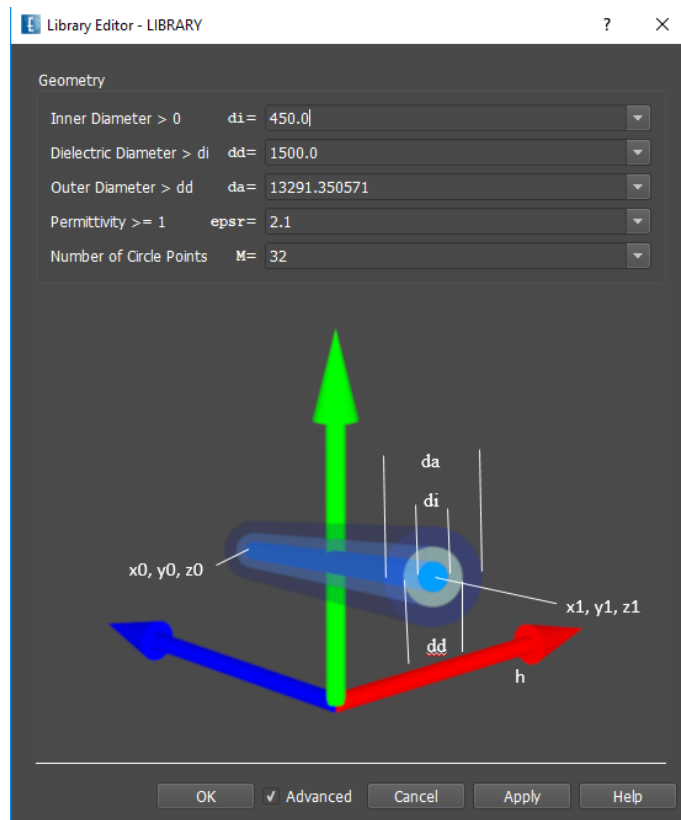 Library Editor - LIBRARY
Geometry
Inner Diameter > 0 di= 450.0
Dielectric Diameter > di dd= 1500.0
Outer Diameter > dd da= 13291.350571
Permittivity >= 1 epsr= 2.1
Number of Circle Points M= 32
da
di
x0, y0, z0
x1, y1, z1
dd
h
OK Advanced Cancel Apply Help